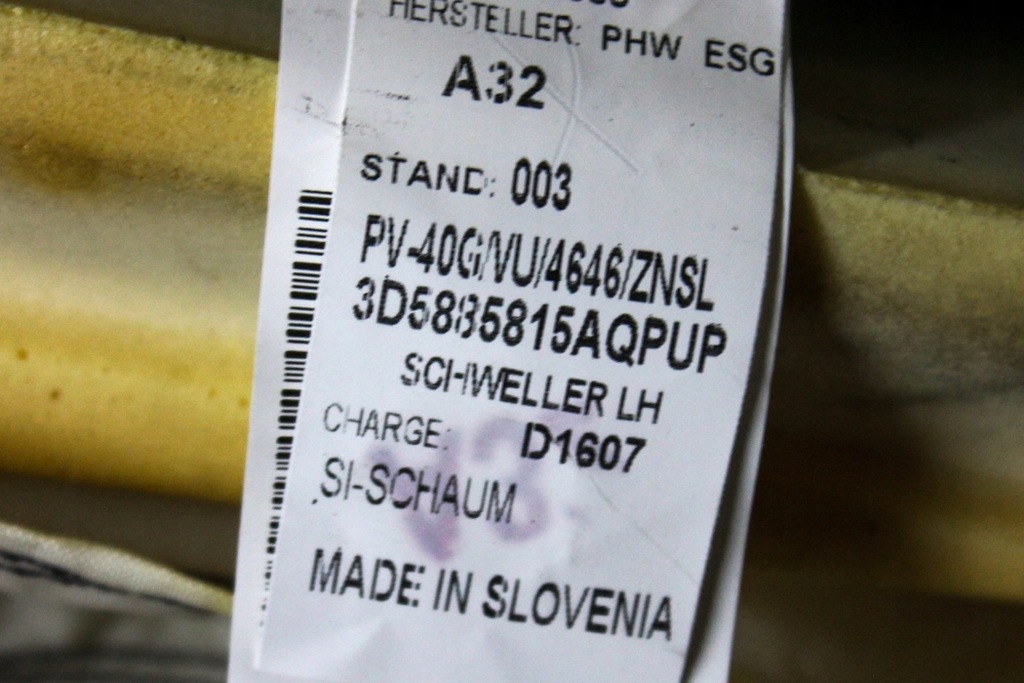 HERSTELLER: PHW ESG
A32
STAND: 003
PV-40G/VU/4646/ZNSL
3D5885815AQPUP
SCHWELLER LH
CHARGE: D1607
SI-SCHAUM
MADE IN SLOVENIA